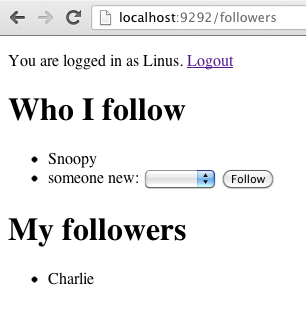 localhost:9292/followers
You are logged in as Linus. Logout
Who I follow
Snoopy
someone new: Follow
My followers
Charlie